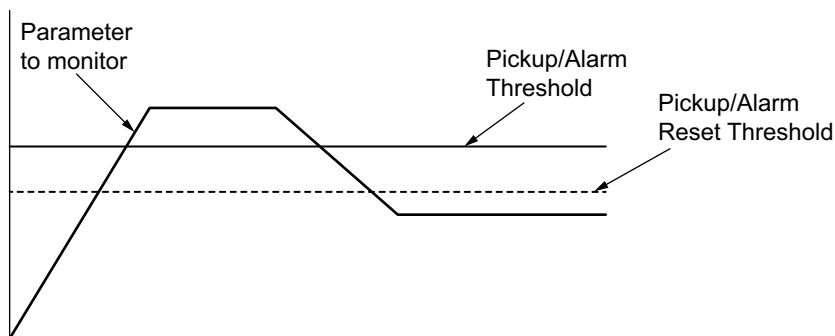 Parameter
to monitor
Pickup/Alarm
Threshold
Pickup/Alarm
Reset Threshold